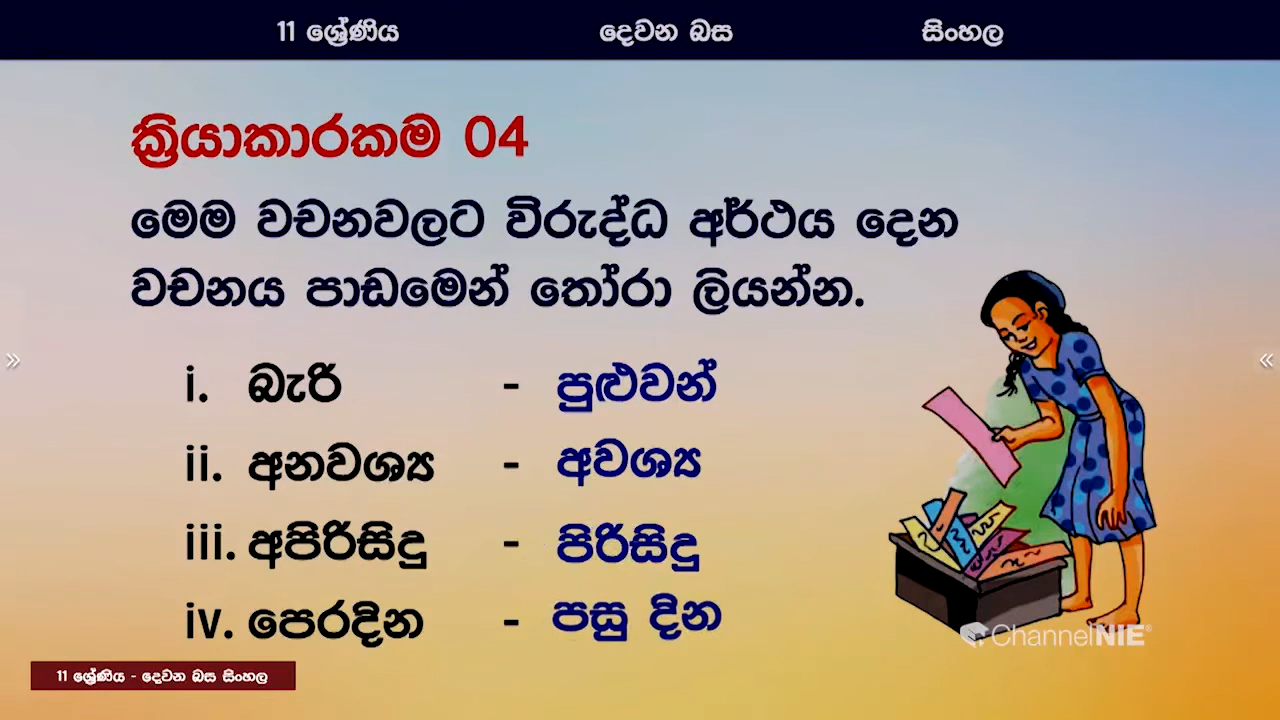 11 ශ්‍රේණිය දෙවන බස සිංහල
ක්‍රියාකාරකම 04
මෙම වචනවලට විරුද්ධ අර්ථය දෙන
වචනය පාඩමෙන් තෝරා ලියන්න.
i. බැරි - පුළුවන්
ii. අනවශ්‍ය - අවශ්‍ය
iii. අපිරිසිදු - පිරිසිදු
iv. පෙරදින - පසු දින
ChannelNIE®
11 ශ්‍රේණිය - දෙවන බස සිංහල